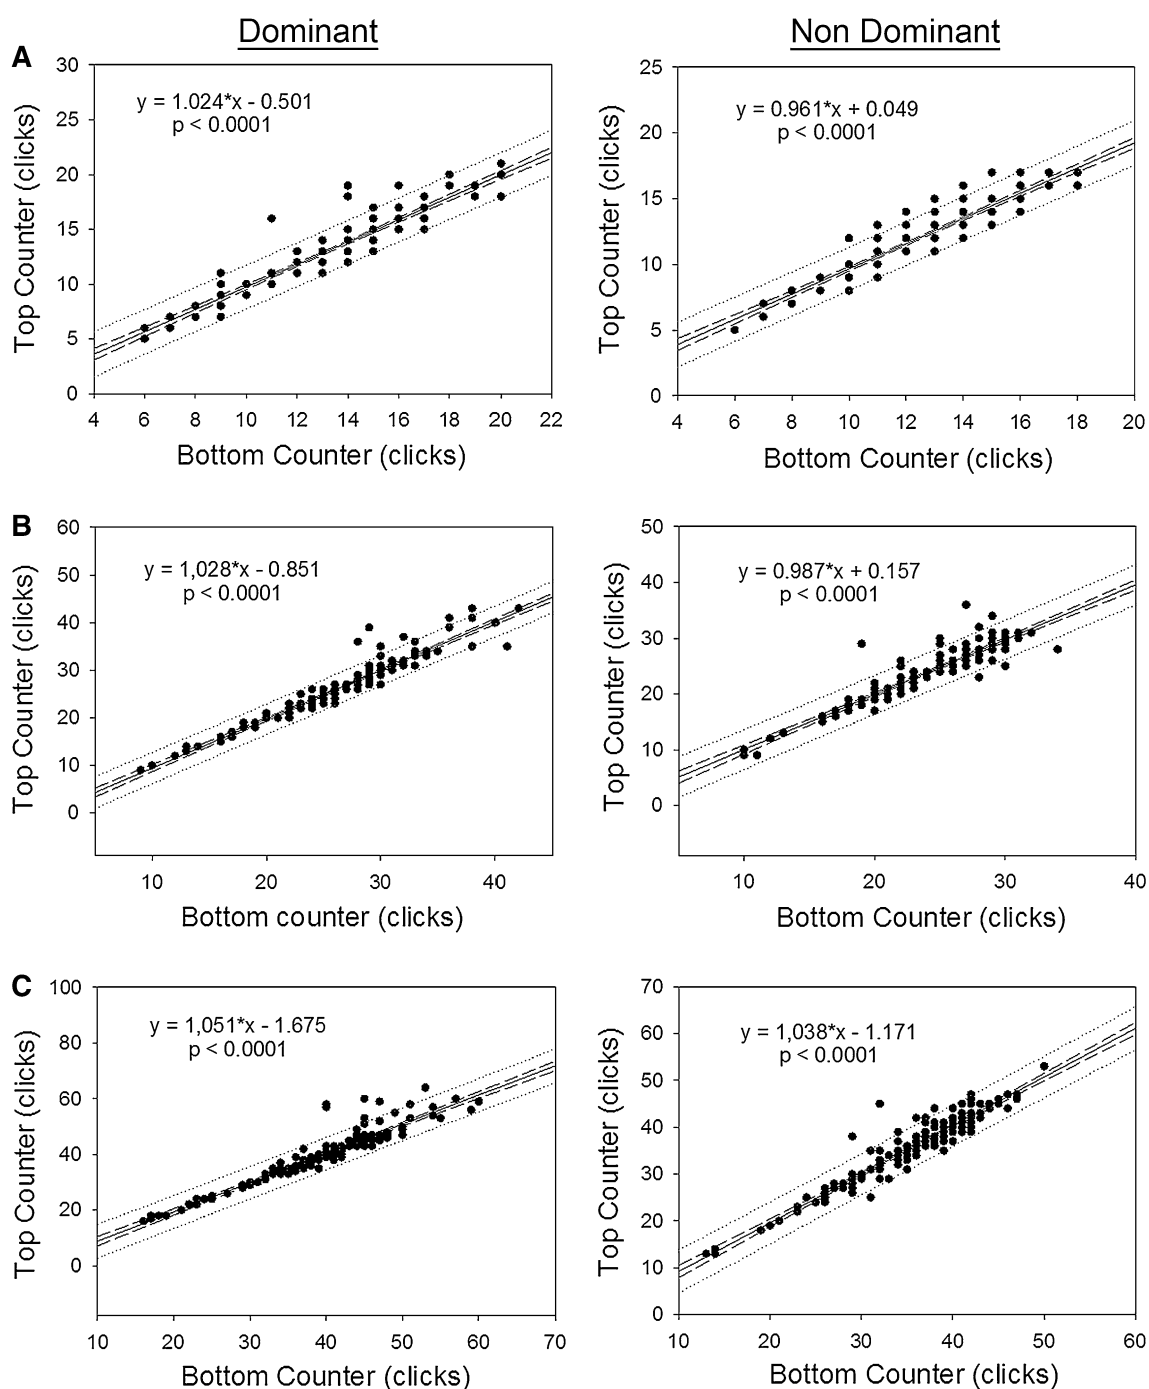 Dominant
Non Dominant
A
30
25
20
15
10
5
0
Top Counter (clicks)
y = 1.024*x - 0.501
p < 0.0001
4 6 8 10 12 14 16 18 20 22
Bottom Counter (clicks)
25
20
15
10
5
0
Top Counter (clicks)
y = 0.961*x + 0.049
p < 0.0001
4 6 8 10 12 14 16 18 20
Bottom Counter (clicks)
B
60
50
40
30
20
10
0
Top Counter (clicks)
y = 1,028*x - 0.851
p < 0.0001
10 20 30 40
Bottom counter (clicks)
50
40
30
20
10
0
Top Counter (clicks)
y = 0.987*x + 0.157
p < 0.0001
10 20 30 40
Bottom Counter (clicks)
C
100
80
60
40
20
0
Top Counter (clicks)
y = 1,051*x - 1.675
p < 0.0001
10 20 30 40 50 60 70
Bottom Counter (clicks)
70
60
50
40
30
20
10
0
Top Counter (clicks)
y = 1,038*x - 1.171
p < 0.0001
10 20 30 40 50 60
Bottom Counter (clicks)